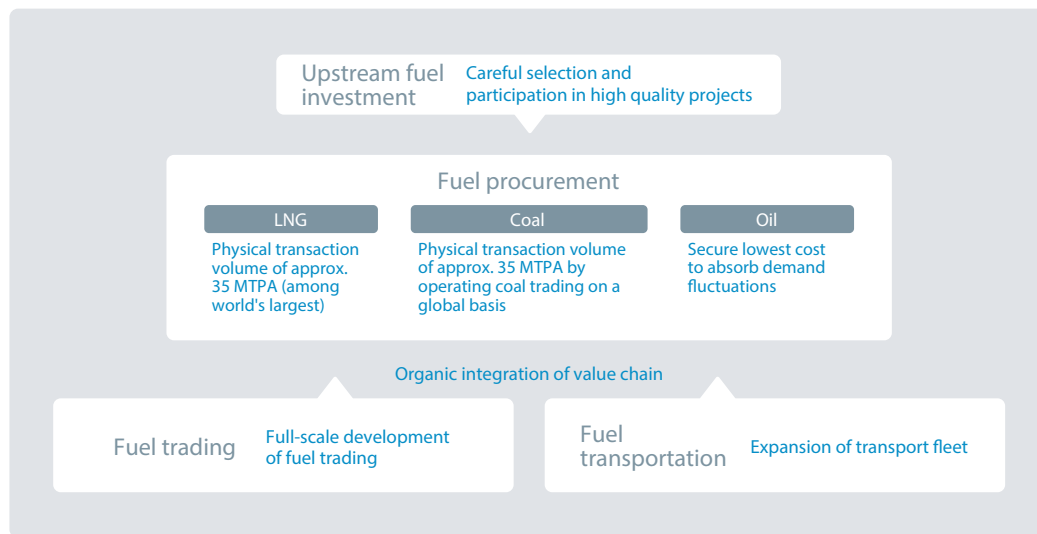 Upstream fuel
investment
Careful selection and
participation in high quality projects
Fuel procurement
LNG
Physical transaction
volume of approx.
35 MTPA (among
world's largest)
Coal
Physical transaction volume
of approx. 35 MTPA by
operating coal trading on a
global basis
Oil
Secure lowest cost
to absorb demand
fluctuations
Organic integration of value chain
Fuel trading
Full-scale development
of fuel trading
Fuel
transportation
Expansion of transport fleet